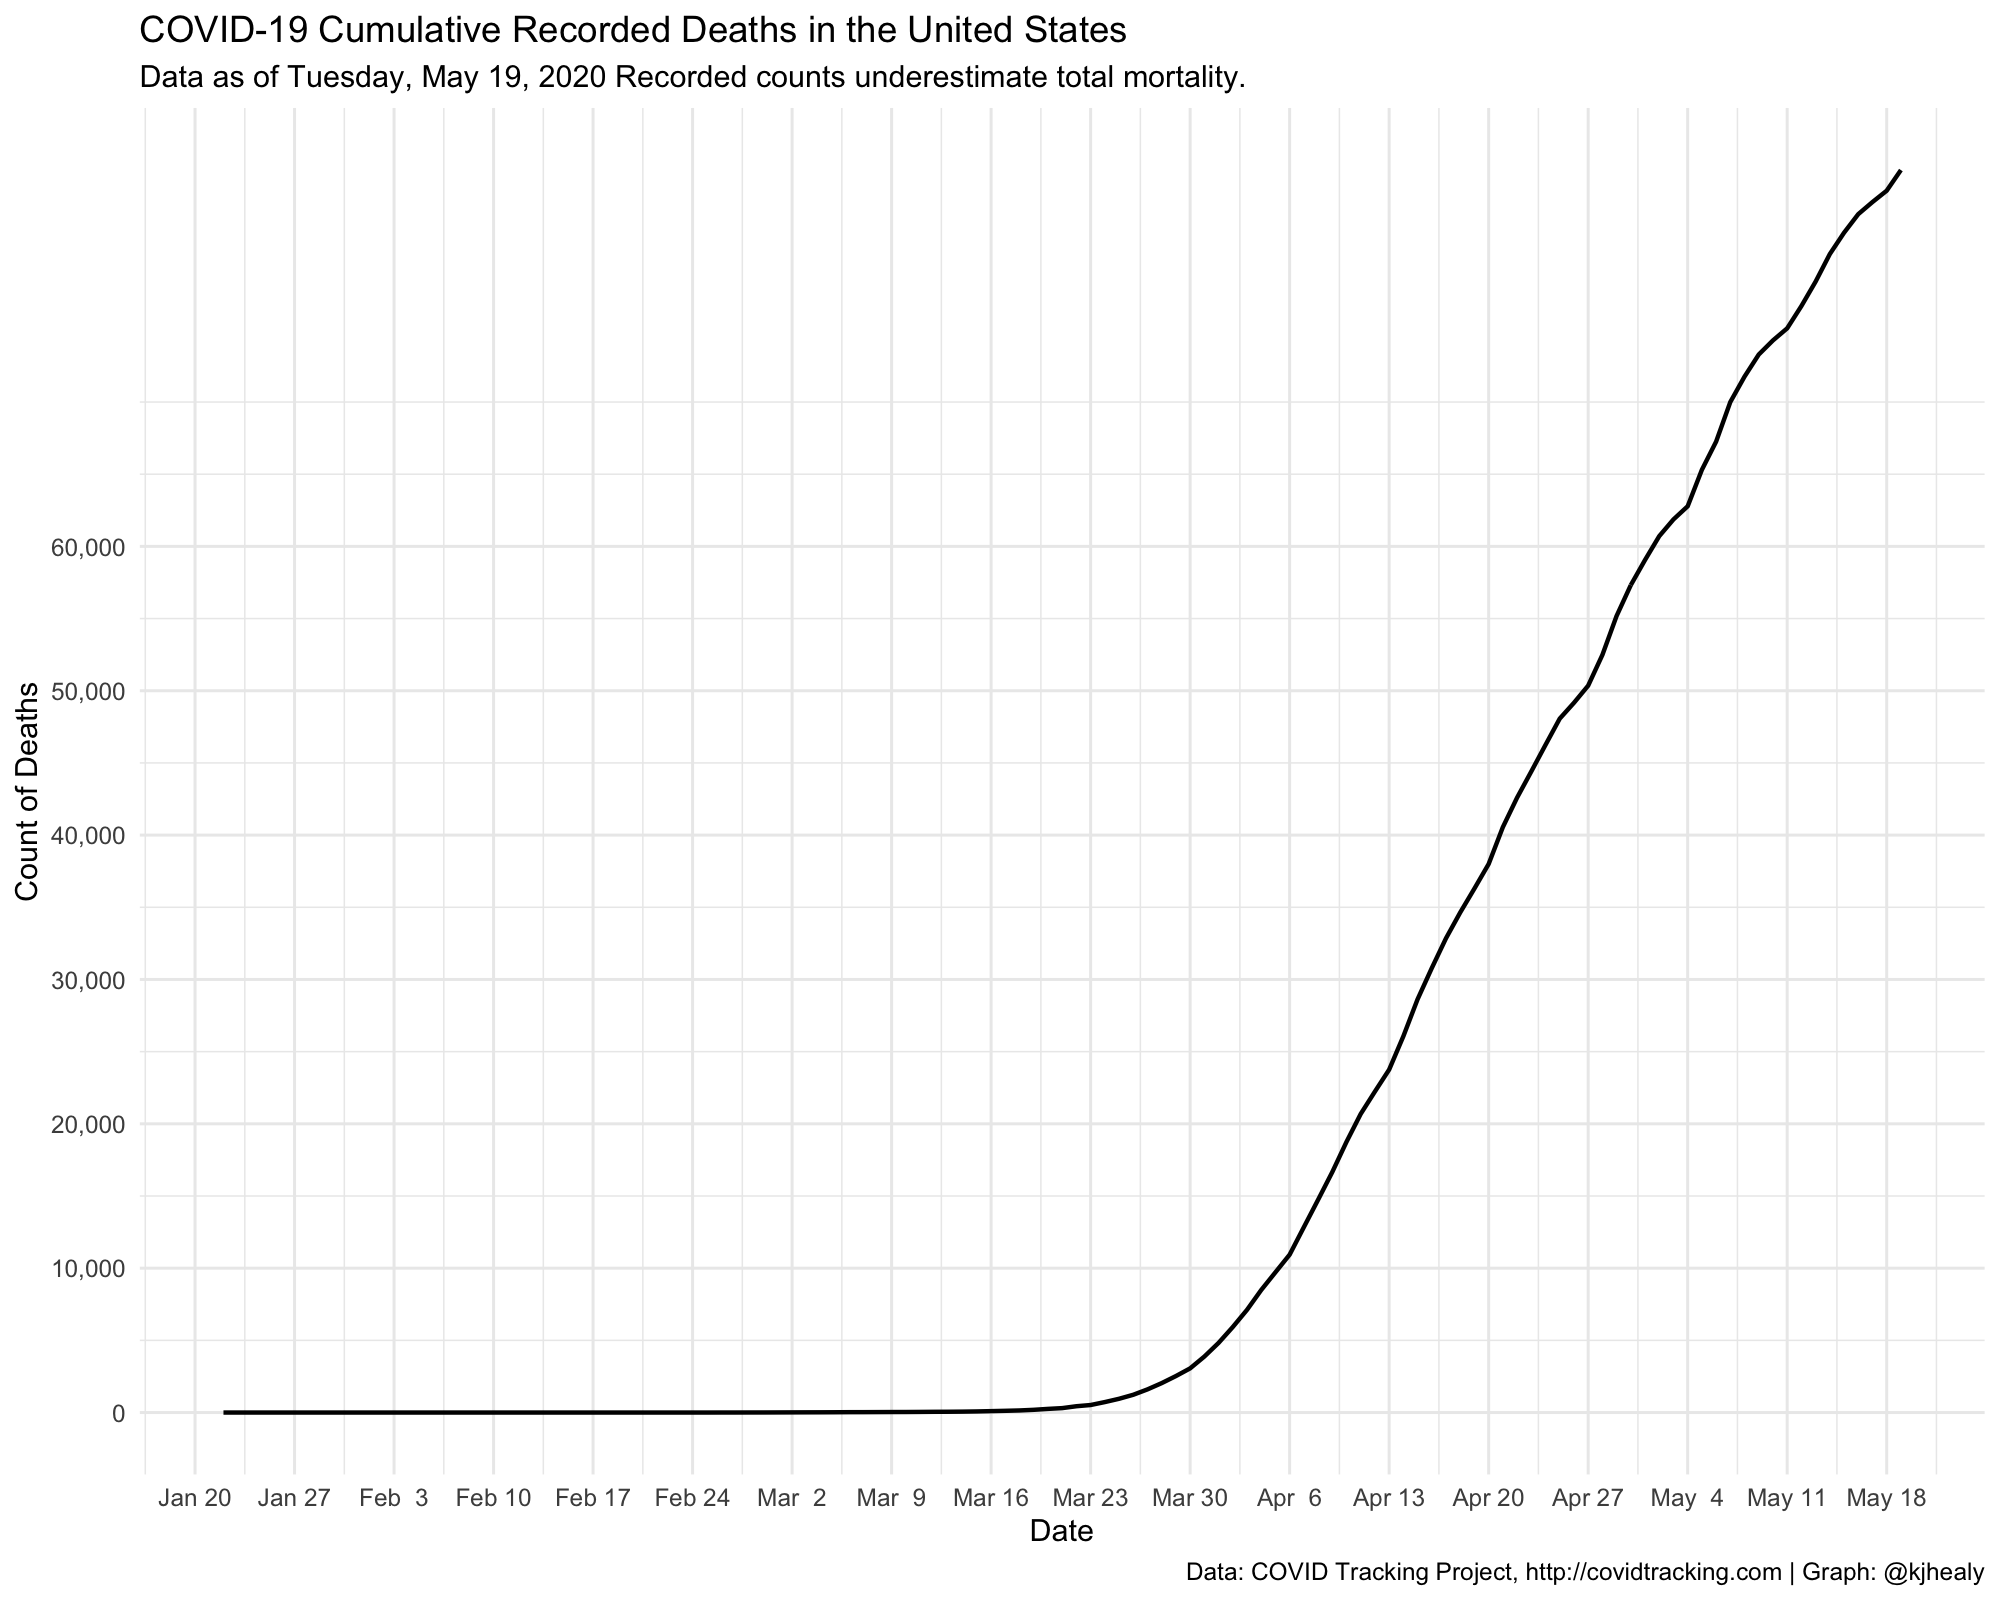 COVID-19 Cumulative Recorded Deaths in the United States
Data as of Tuesday, May 19, 2020 Recorded counts underestimate total mortality.
Count of Deaths
60,000
50,000
40,000
30,000
20,000
10,000
0
Jan 20 Jan 27 Feb 3 Feb 10 Feb 17 Feb 24 Mar 2 Mar 9 Mar 16 Mar 23 Mar 30 Apr 6 Apr 13 Apr 20 Apr 27 May 4 May 11 May 18
Date
Data: COVID Tracking Project, http://covidtracking.com | Graph: @kjhealy